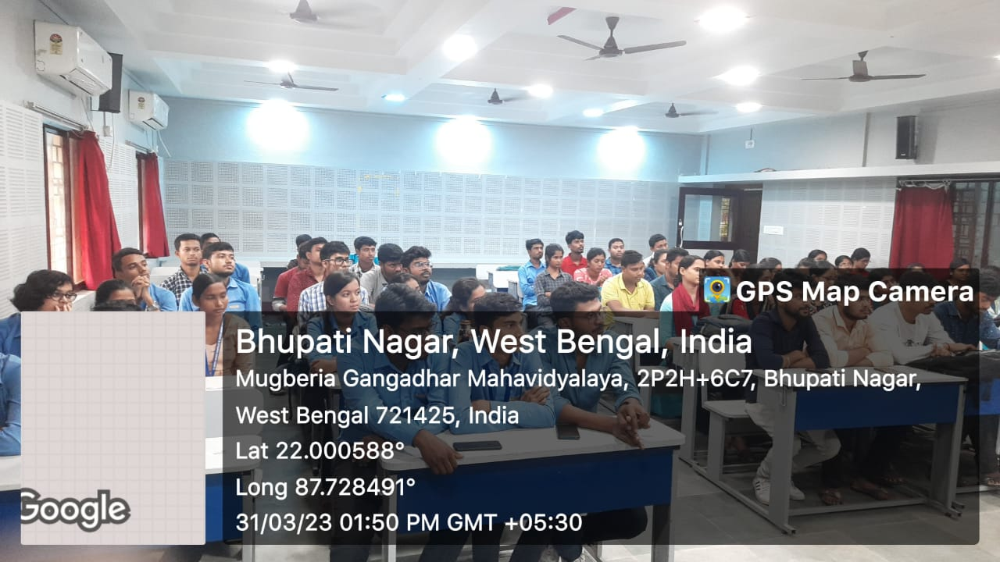 GPS Map Camera
Bhupati Nagar, West Bengal, India
Mugberia Gangadhar Mahavidyalaya, 2P2H+6C7, Bhupati Nagar,
West Bengal 721425, India
Lat 22.000588°
Long 87.728491°
31/03/23 01:50 PM GMT +05:30
Google